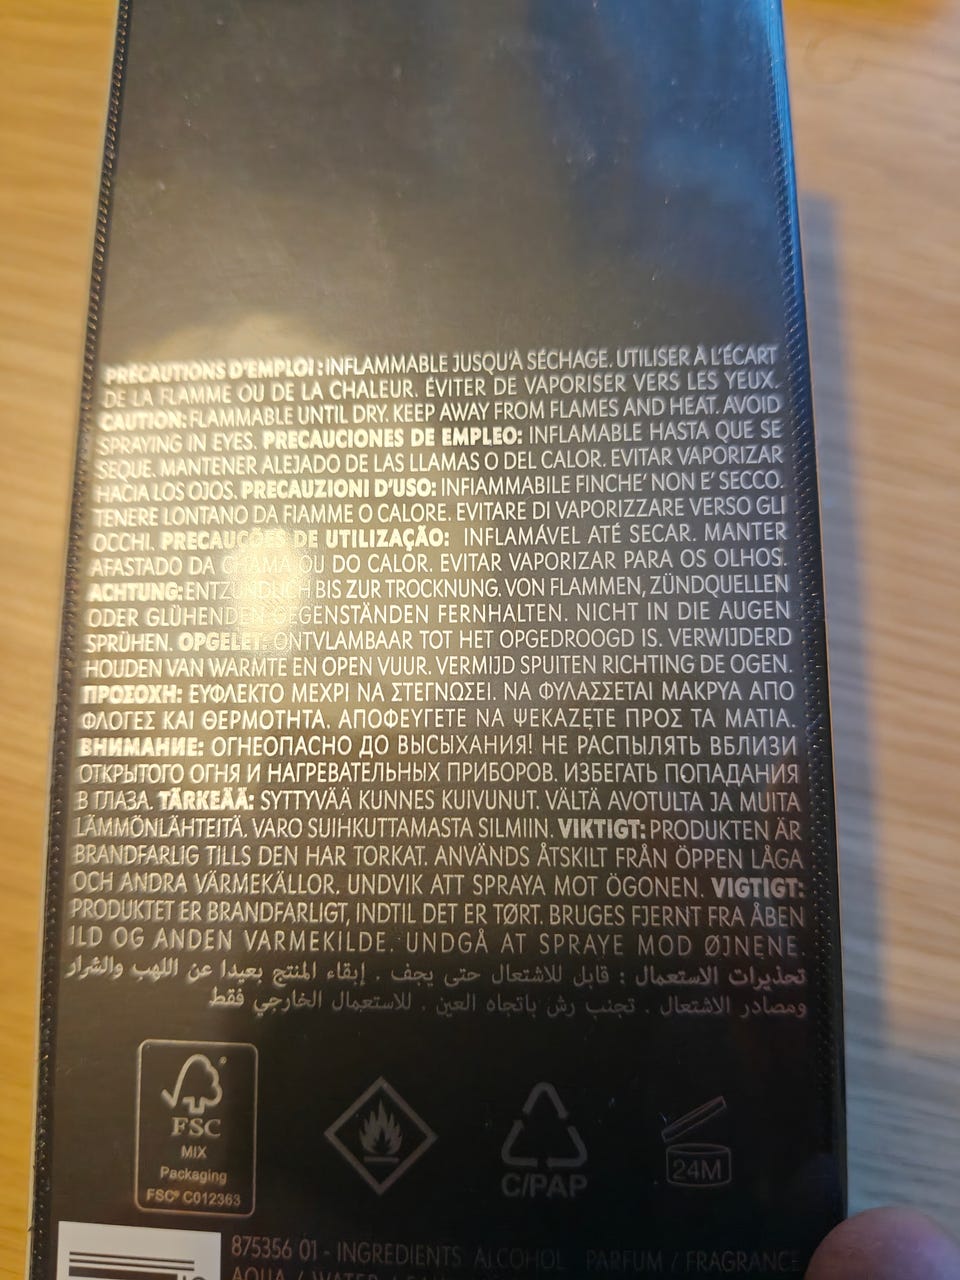 PRÉCAUTIONS D'EMPLOI : INFLAMMABLE JUSQU'À SÉCHAGE. UTILISER À L'ÉCART
DE LA FLAMME OU DE LA CHALEUR. ÉVITER DE VAPORISER VERS LES YEUX.
CAUTION: FLAMMABLE UNTIL DRY. KEEP AWAY FROM FLAMES AND HEAT. AVOID
SPRAYING IN EYES. PRECAUCIONES DE EMPLEO: INFLAMABLE HASTA QUE SE
SEQUE. MANTENER ALEJADO DE LAS LLAMAS O DEL CALOR. EVITAR VAPORIZAR
HACIA LOS OJOS. PRECAUZIONI D'USO: INFIAMMABILE FINCHE' NON E' SECCO.
TENERE LONTANO DA FIAMME O CALORE. EVITARE DI VAPORIZZARE VERSO GLI
OCCHI. PRECAUÇÕES DE UTILIZAÇÃO: INFLAMÁVEL ATÉ SECAR. MANTER
AFASTADO DA CHAMA OU DO CALOR. EVITAR VAPORIZAR PARA OS OLHOS.
ACHTUNG: ENTZÜNDLICH BIS ZUR TROCKNUNG. VON FLAMMEN, ZÜNDQUELLEN
ODER GLÜHENDEN GEGENSTÄNDEN FERNHALTEN. NICHT IN DIE AUGEN
SPRÜHEN. OPGELET: ONTVLAMBAAR TOT HET OPGEDROOGD IS. VERWIJDERD
HOUDEN VAN WARMTE EN OPEN VUUR. VERMIJD SPUITEN RICHTING DE OGEN.
ΠΡΟΣΟΧΗ: ΕΥΦΛΕΚΤΟ ΜΕΧΡΙ ΝΑ ΣΤΕΓΝΩΣΕΙ. ΝΑ ΦΥΛΑΣΣΕΤΑΙ ΜΑΚΡΥΑ ΑΠΟ
ΦΛΟΓΕΣ ΚΑΙ ΘΕΡΜΟΤΗΤΑ. ΑΠΟΦΕΥΓΕΤΕ ΝΑ ΨΕΚΑΖΕΤΕ ΠΡΟΣ ΤΑ ΜΑΤΙΑ.
ВНИМАНИЕ: ОГНЕОПАСНО ДО ВЫСЫХАНИЯ! НЕ РАСПЫЛЯТЬ ВБЛИЗИ
ОТКРЫТОГО ОГНЯ И НАГРЕВАТЕЛЬНЫХ ПРИБОРОВ. ИЗБЕГАТЬ ПОПАДАНИЯ
В ГЛАЗА. TÄRKEÄÄ: SYTTYVÄÄ KUNNES KUIVUNUT. VÄLTÄ AVOTULTA JA MUITA
LÄMMÖNLÄHTEITÄ. VARO SUIHKUTTAMASTA SILMIIN. VIKTIGT: PRODUKTEN ÄR
BRANDFARLIG TILLS DEN HAR TORKAT. ANVÄNDS ÅTSKILT FRÅN ÖPPEN LÅGA
OCH ANDRA VÄRMEKÄLLOR. UNDVIK ATT SPRAYA MOT ÖGONEN. VIGTIGT:
PRODUKTET ER BRANDFARLIGT, INDTIL DET ER TØRT. BRUGES FJERNT FRA ÅBEN
ILD OG ANDEN VARMEKILDE. UNDGÅ AT SPRAYE MOD ØJNENE.
تحذيرات الاستعمال : قابل للاشتعال حتى يجف . إبقاء المنتج بعيدا عن اللهب والشرار
ومصادر الاشتعال . تجنب رش باتجاه العين . للاستعمال الخارجي فقط
FSC
MIX
Packaging
FSC® C012363
C/PAP
24M
875356 01 - INGREDIENTS ALCOHOL PARFUM / FRAGRANCE
AQUA / WATER